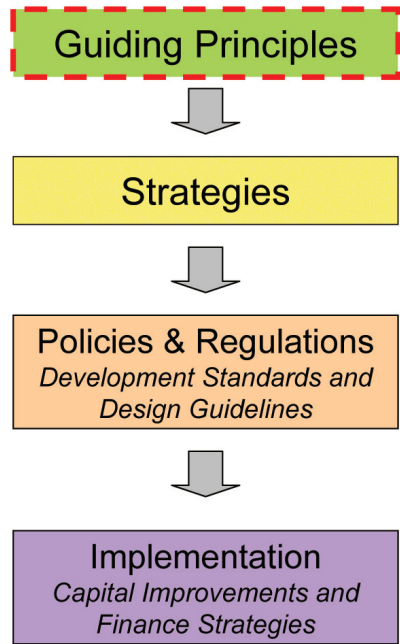 Guiding Principles
Strategies
Policies & Regulations
Development Standards and
Design Guidelines
Implementation
Capital Improvements and
Finance Strategies